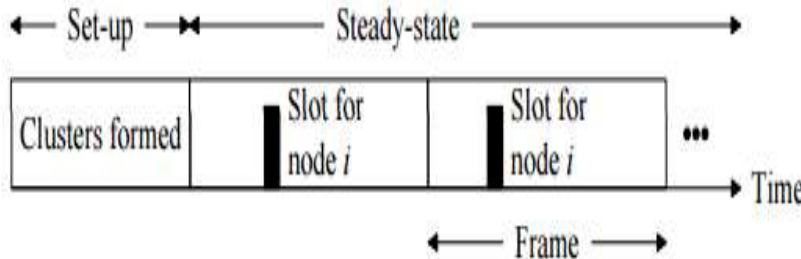 Set-up Steady-state
Clusters formed
Slot for
node i
Slot for
node i
•••
Time
Frame